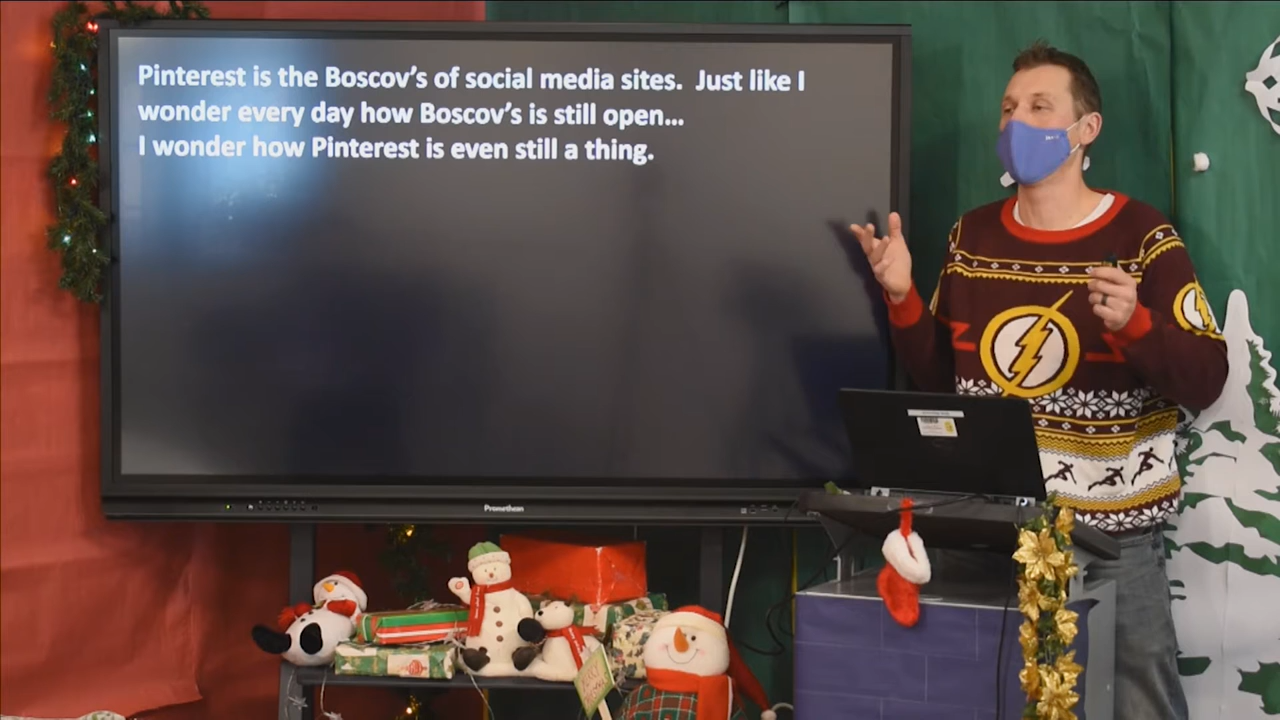 Pinterest is the Boscov's of social media sites.  Just like I
wonder every day how Boscov's is still open...
I wonder how Pinterest is even still a thing.
Promethean